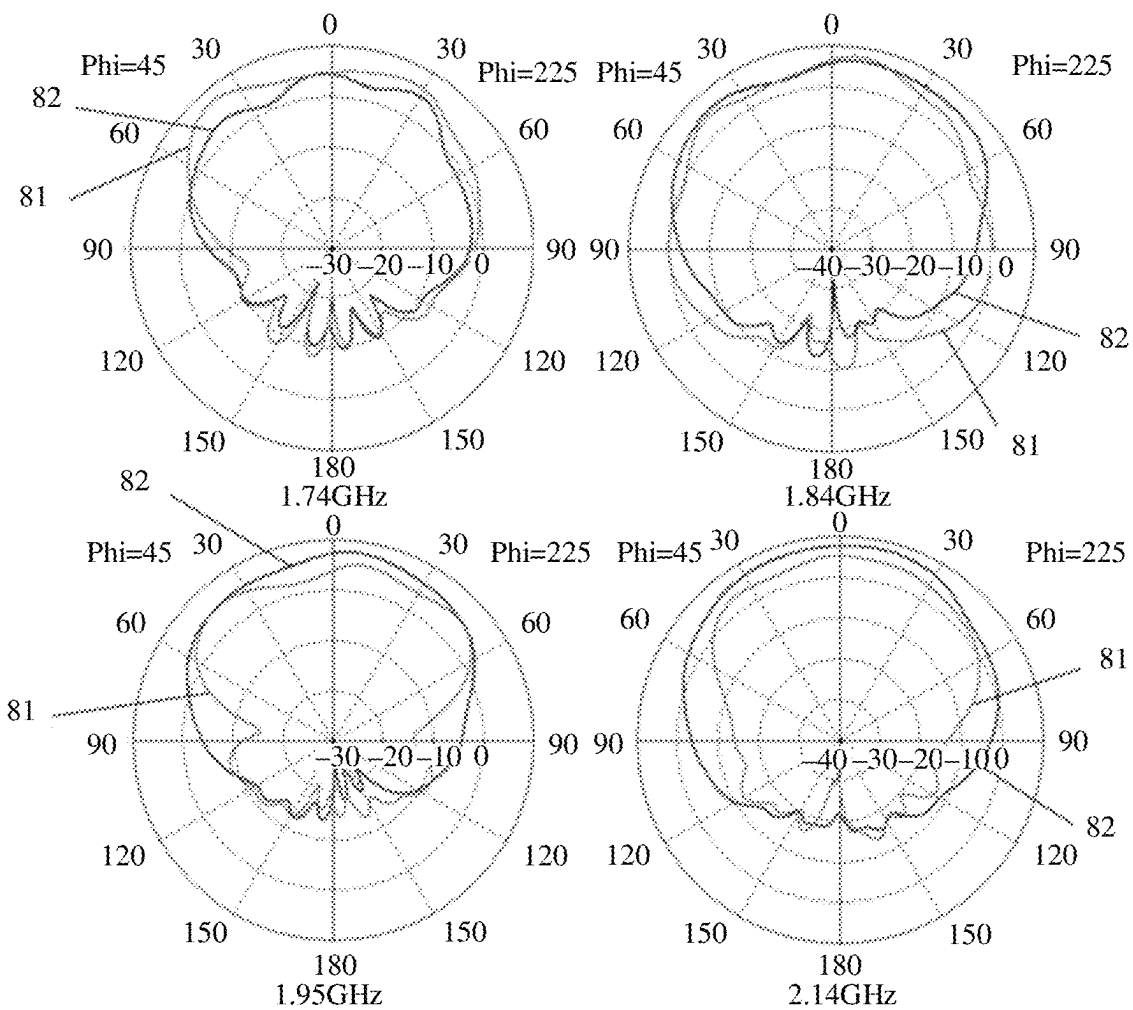 0 0
30 30 30 30
Phi=45 Phi=225 Phi=45 Phi=225
82
60 60 60 60
81
90 90 90 90
−30 −20 −10 0 −40 −30 −20 −10 0
82
120 120 120 120
81
150 150 150 150
180 180
1.74GHz 1.84GHz
82
0 0
Phi=45 30 30 Phi=225 Phi=45 30 30 Phi=225
60 60 60 60
81 81
90 90 90 90
−30 −20 −10 0 −40 −30 −20 −10 0
82
120 120 120 120
150 150 150 150
180 180
1.95GHz 2.14GHz